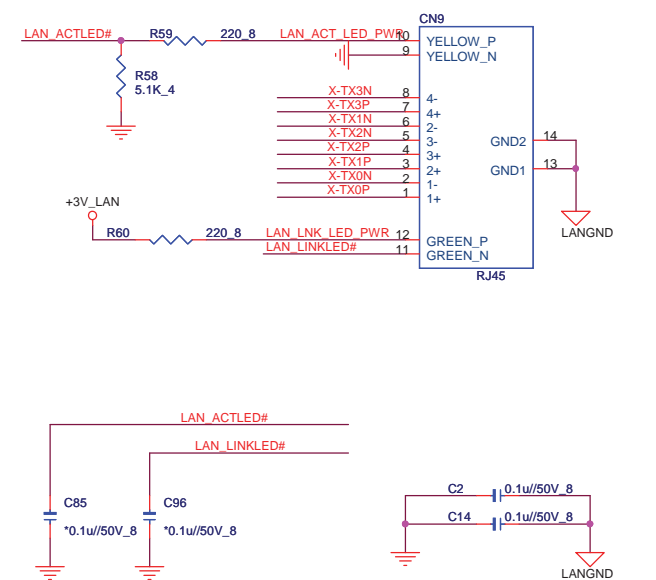 CN9
LAN_ACTLED# R59 220_8 LAN_ACT_LED_PWR 10 YELLOW_P
9 YELLOW_N
R58
5.1K_4
X-TX3N 8 4-
X-TX3P 7 4+
X-TX1N 6 2-
X-TX2N 5 3- GND2 14
X-TX2P 4 3+
X-TX1P 3 2+ GND1 13
X-TX0N 2 1-
X-TX0P 1 1+
+3V_LAN
LANGND
R60 220_8 LAN_LNK_LED_PWR 12 GREEN_P
LAN_LINKLED# 11 GREEN_N
RJ45
LAN_ACTLED#
LAN_LINKLED#
C2 0.1u//50V_8
C85 C96
C14 0.1u//50V_8
*0.1u//50V_8 *0.1u//50V_8
LANGND